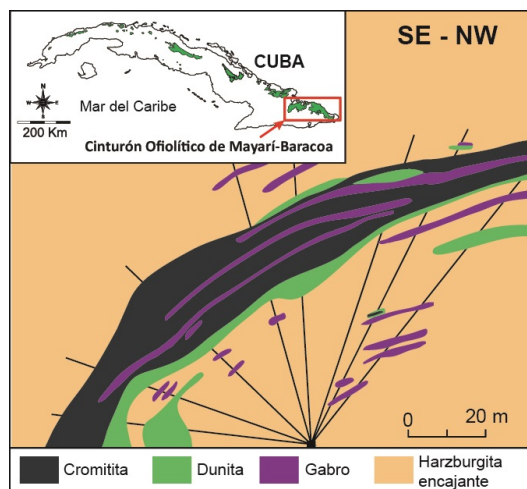 SE - NW
CUBA
N
W
E
S
Mar del Caribe
200 Km
Cinturón Ofiolítico de Mayarí-Baracoa
0 20 m
Cromitita
Dunita
Gabro
Harzburgita
encajante